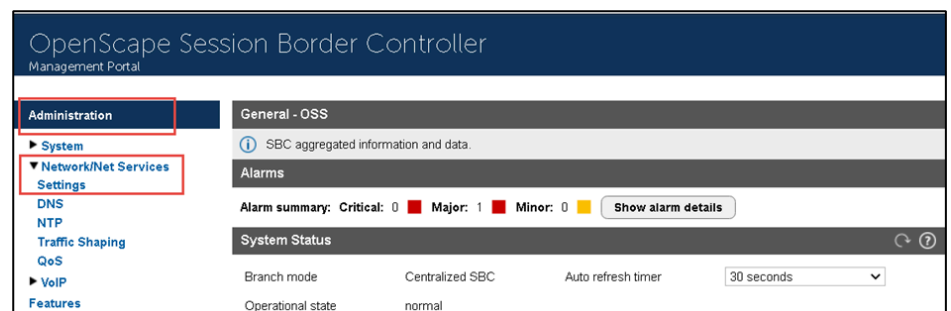 OpenScape Session Border Controller
Management Portal
Administration
▶ System
▼ Network/Net Services
Settings
DNS
NTP
Traffic Shaping
QoS
▶ VoIP
Features
General - OSS
SBC aggregated information and data.
Alarms
Alarm summary: Critical: 0 Major: 1 Minor: 0 Show alarm details
System Status
Branch mode Centralized SBC Auto refresh timer 30 seconds
Operational state normal